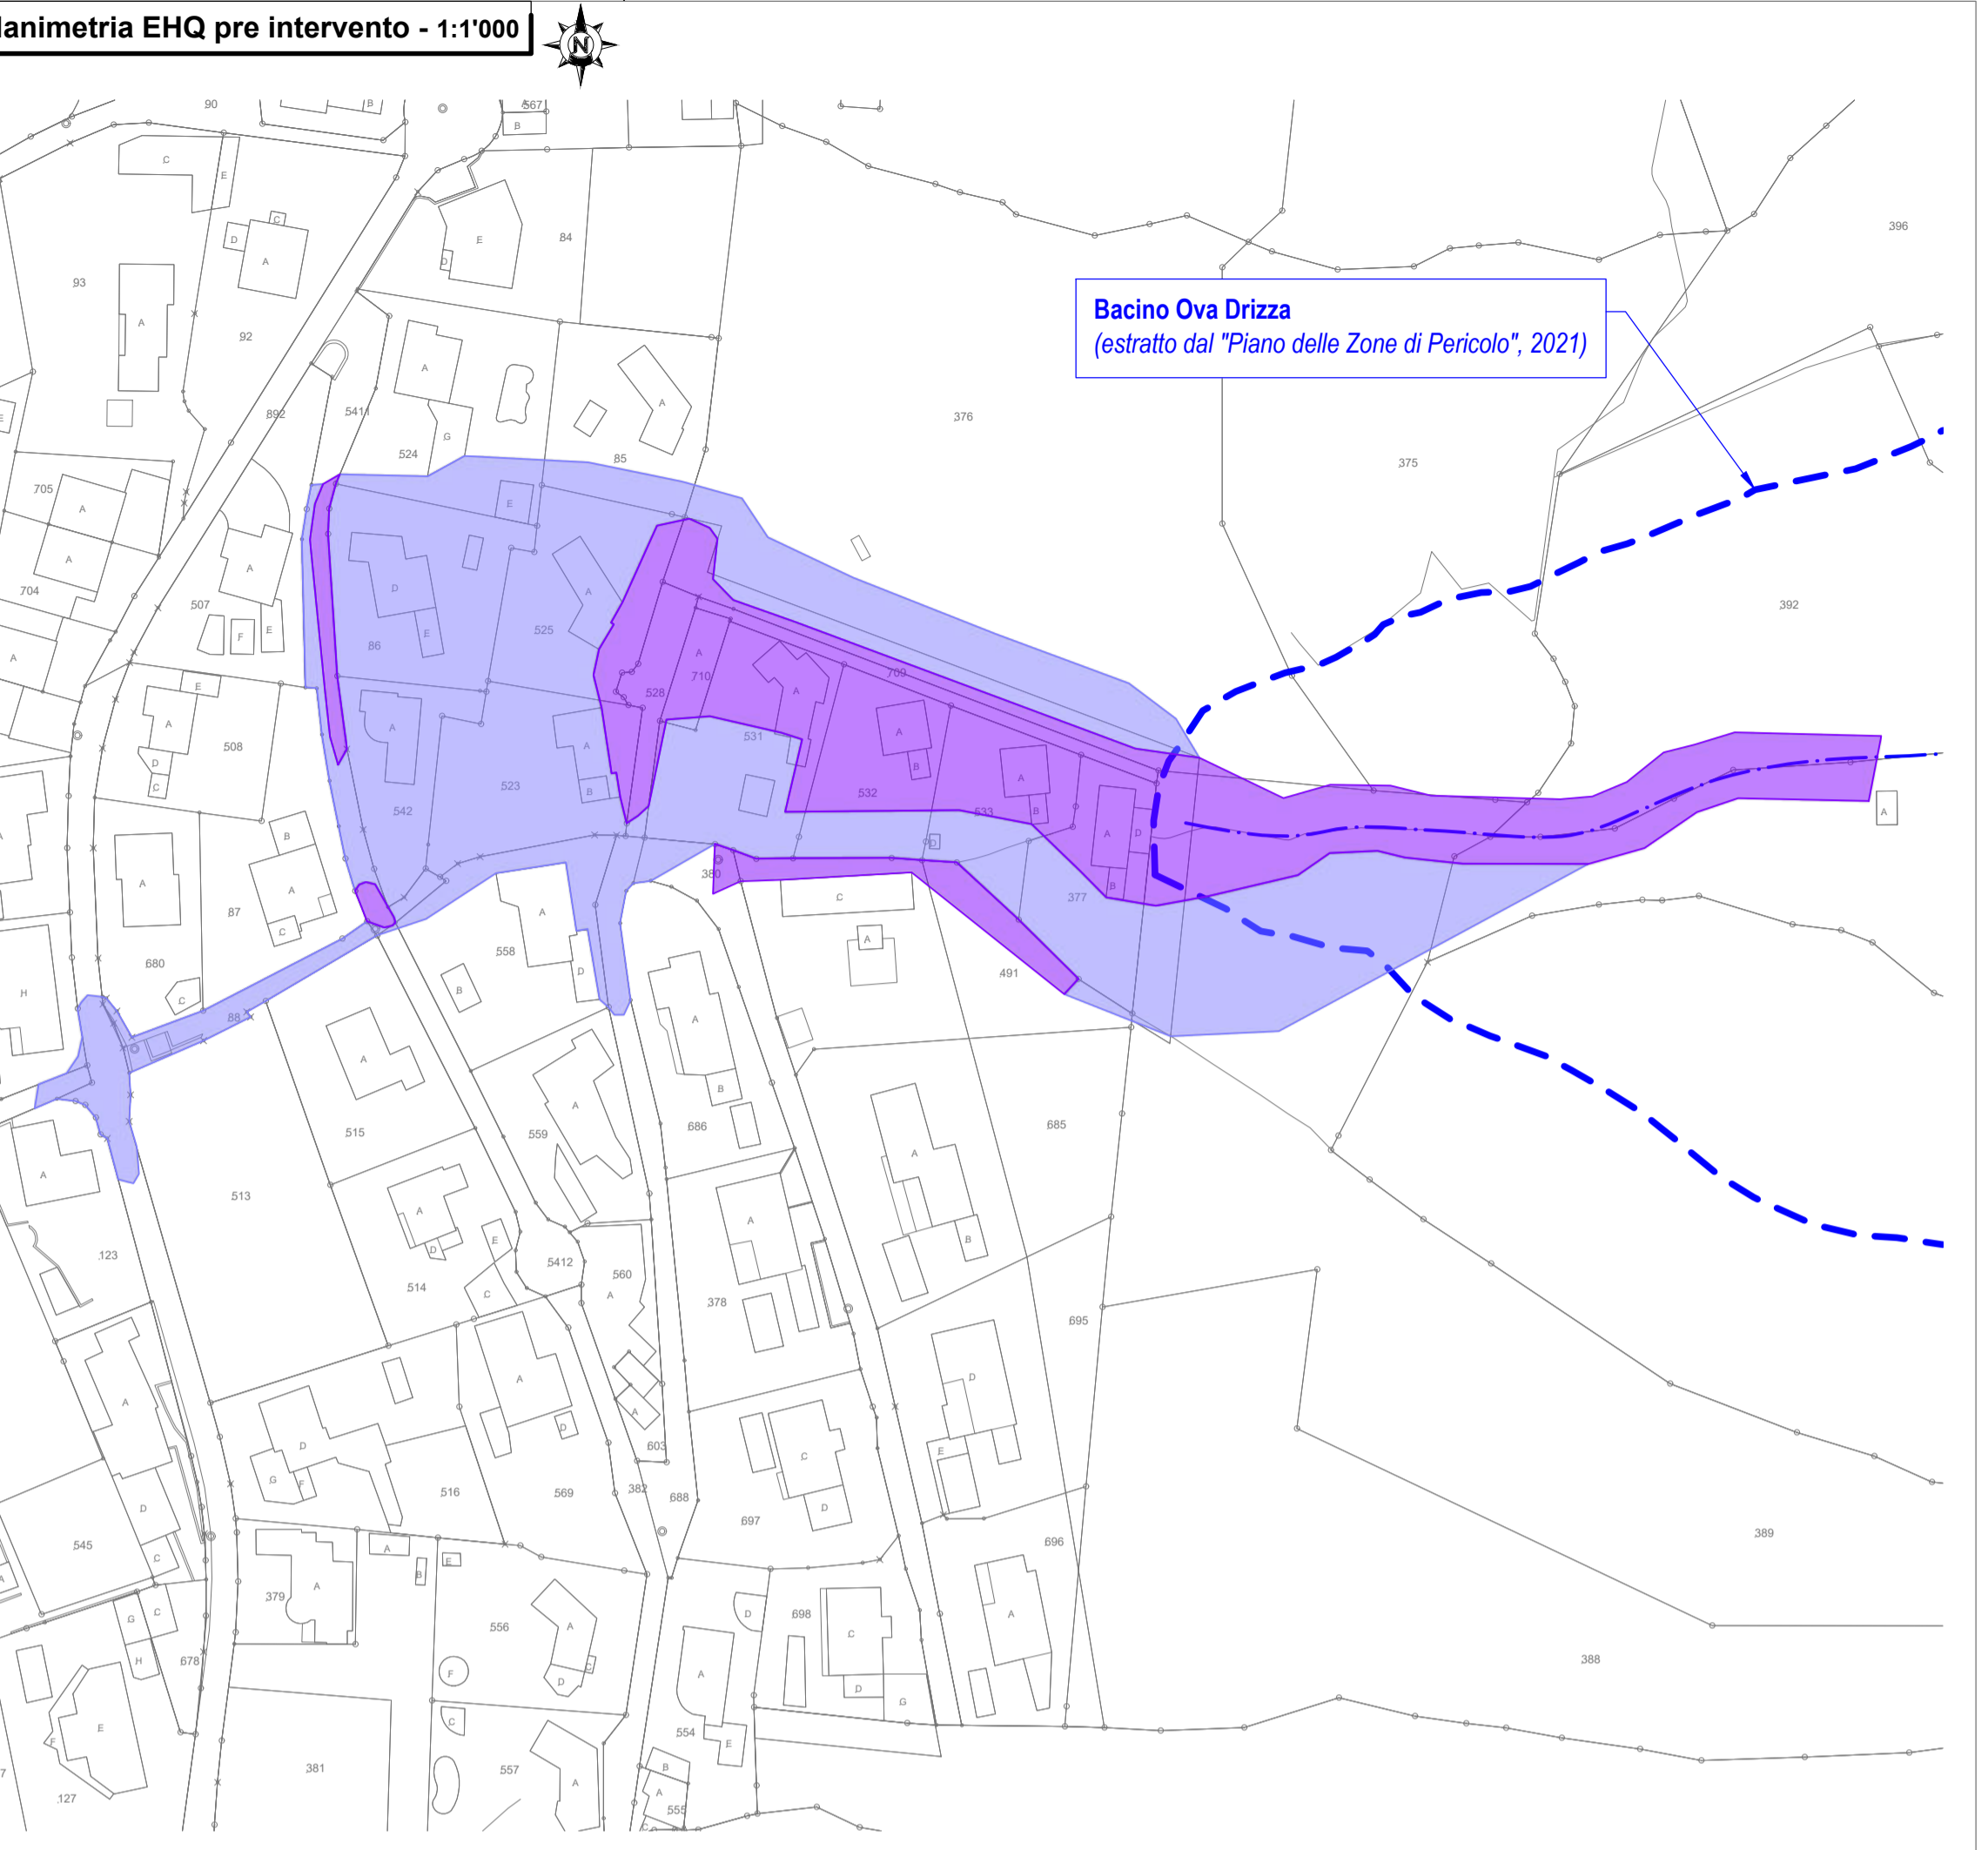 lanimetria EHQ pre intervento - 1:1'000
N
90
B
A
567
B
C
E
84
E
D
C
D
A
396
93
A
92
Bacino Ova Drizza
(estratto dal "Piano delle Zone di Pericolo", 2021)
A
A
892
5411
G
376
E
524
85
375
705
A
E
A
A
D
A
704
507
392
E
F
E
86
525
A
A
A
710
709
E
528
A
508
A
A
531
A
D
A
B
A
C
523
B
542
532
533
B
A
D
A
B
A
D
380
B
A
A
377
C
87
C
A
A
558
680
D
491
H
B
C
A
88
A
A
B
515
559
686
685
A
A
513
A
A
D
E
B
123
5412
560
514
C
A
378
695
A
A
D
A
D
C
D
G
F
603
E
516
569
382
688
D
D
697
545
696
389
C
A
E
A
B
379
A
A
G
C
D
698
A
556
A
C
H
678
388
F
C
D
A
D
G
E
F
C
554
E
381
557
B
A
A
127
555
C
7